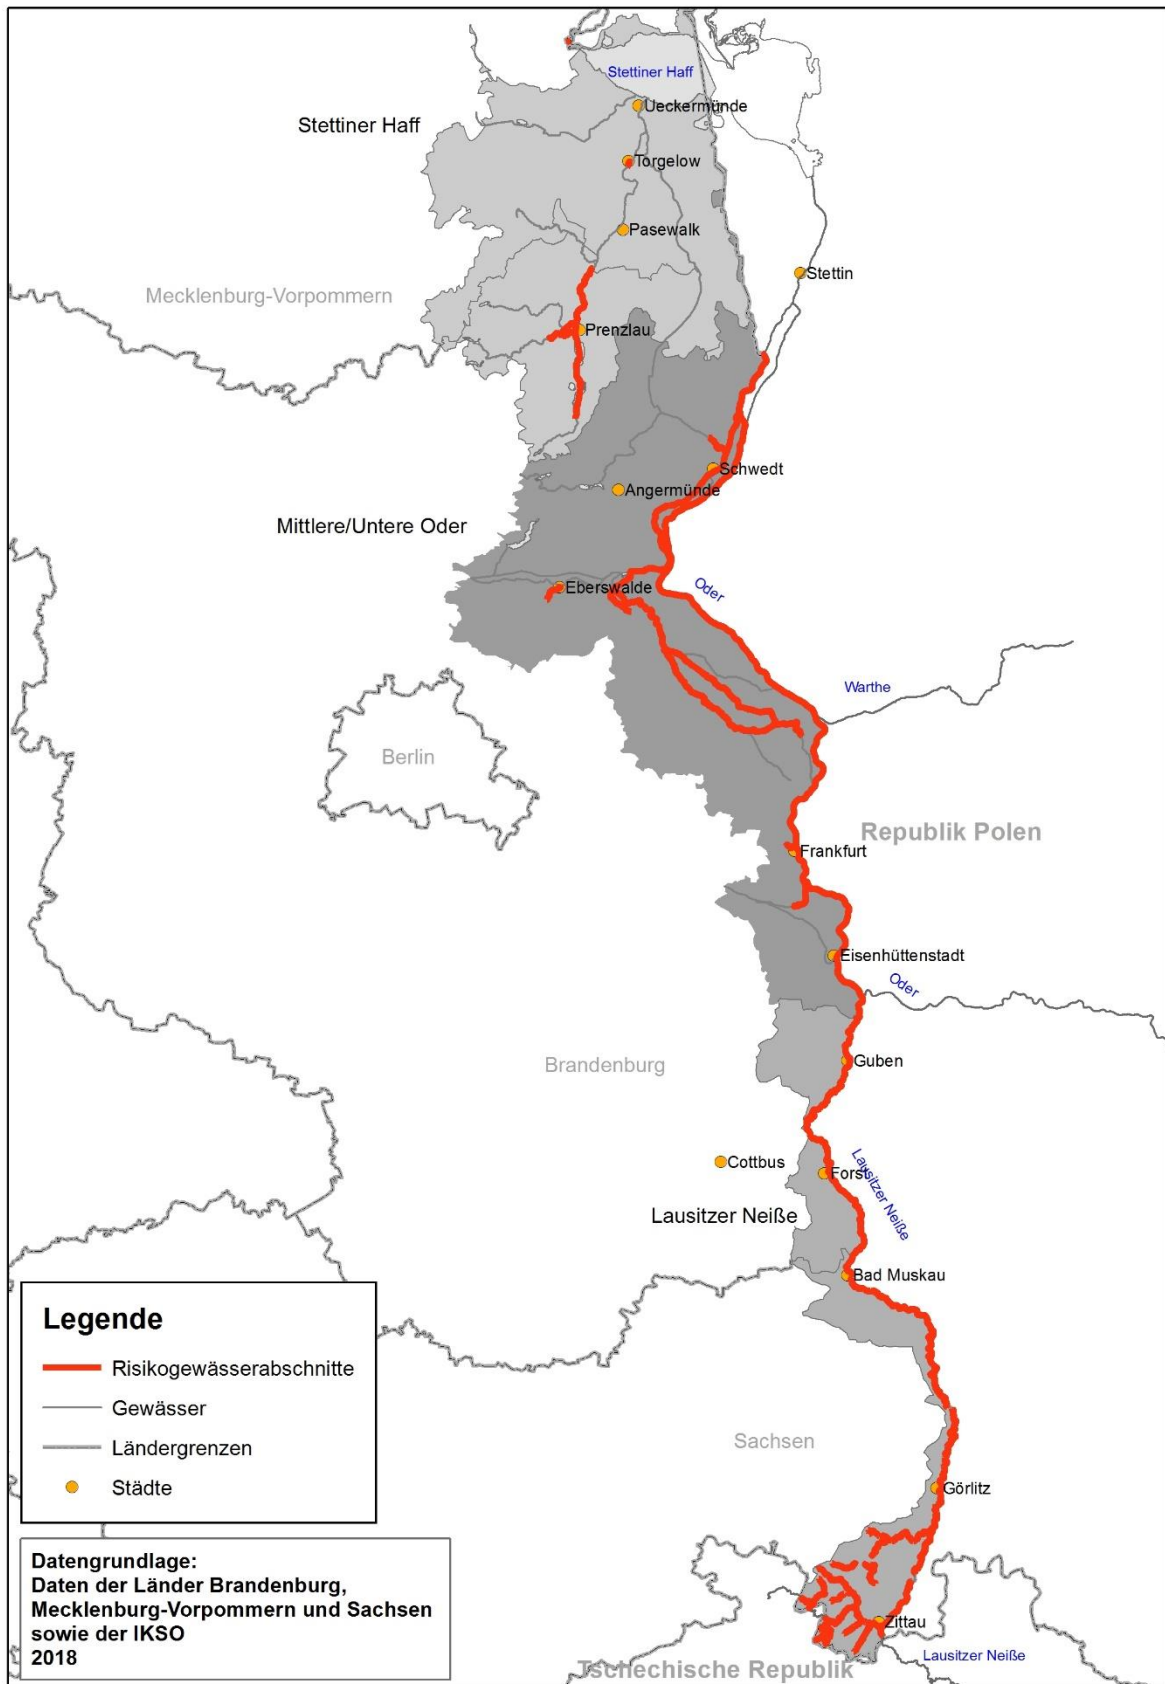 Stettiner Haff
Ueckermünde
Stettiner Haff
Torgelow
Pasewalk
Stettin
Mecklenburg-Vorpommern
Prenzlau
Schwedt
Angermünde
Mittlere/Untere Oder
Eberswalde
Oder
Warthe
Berlin
Republik Polen
Frankfurt
Eisenhüttenstadt
Oder
Brandenburg
Guben
Cottbus
Forst
Lausitzer Neiße
Lausitzer Neiße
Bad Muskau
Legende
Risikogewässerabschnitte
Gewässer
Ländergrenzen
Städte
Sachsen
Görlitz
Datengrundlage:
Daten der Länder Brandenburg,
Mecklenburg-Vorpommern und Sachsen
sowie der IKSO
2018
Zittau
Lausitzer Neiße
Tschechische Republik